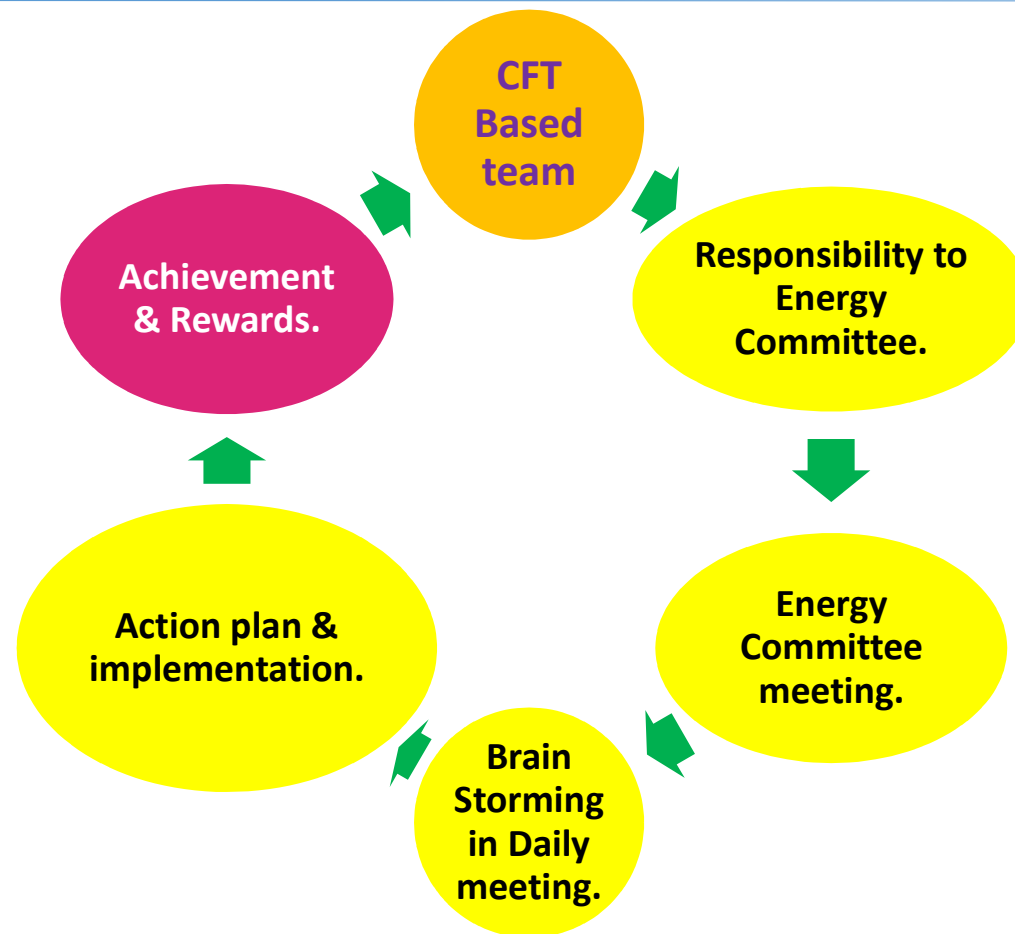 CFT
Based
team
Responsibility to
Energy
Committee.
Energy
Committee
meeting.
Brain
Storming
in Daily
meeting.
Action plan &
implementation.
Achievement
& Rewards.